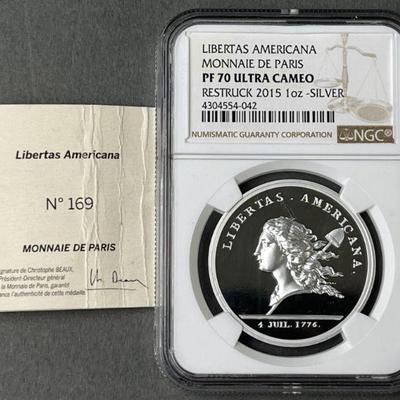 Libertas Americana
N° 169
MONNAIE DE PARIS
signature de Christophe BEAUX,
Président-Directeur général
la Monnaie de Paris, garantit
l'authenticité de cette médaille
LIBERTAS AMERICANA
MONNAIE DE PARIS
PF 70 ULTRA CAMEO
RESTRUCK 2015 1oz -SILVER
4304554-042
NUMISMATIC GUARANTY CORPORATION
NGC®
LIBERTAS . AMERICANA.
4 JUIL. 1776.